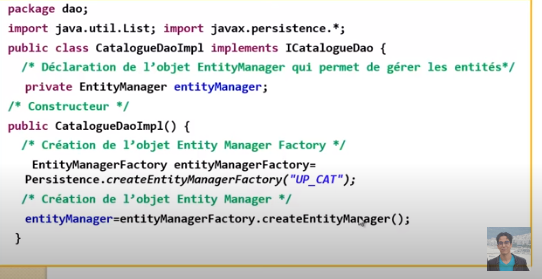 package dao;
import java.util.List; import javax.persistence.*;
public class CatalogueDaoImpl implements ICatalogueDao {
/* Déclaration de l'objet EntityManager qui permet de gérer les entités*/
private EntityManager entityManager;
/* Constructeur */
public CatalogueDaoImpl() {
/* Création de l'objet Entity Manager Factory */
EntityManagerFactory entityManagerFactory=
Persistence.createEntityManagerFactory("UP_CAT");
/* Création de l'objet Entity Manager */
entityManager=entityManagerFactory.createEntityManager();
}